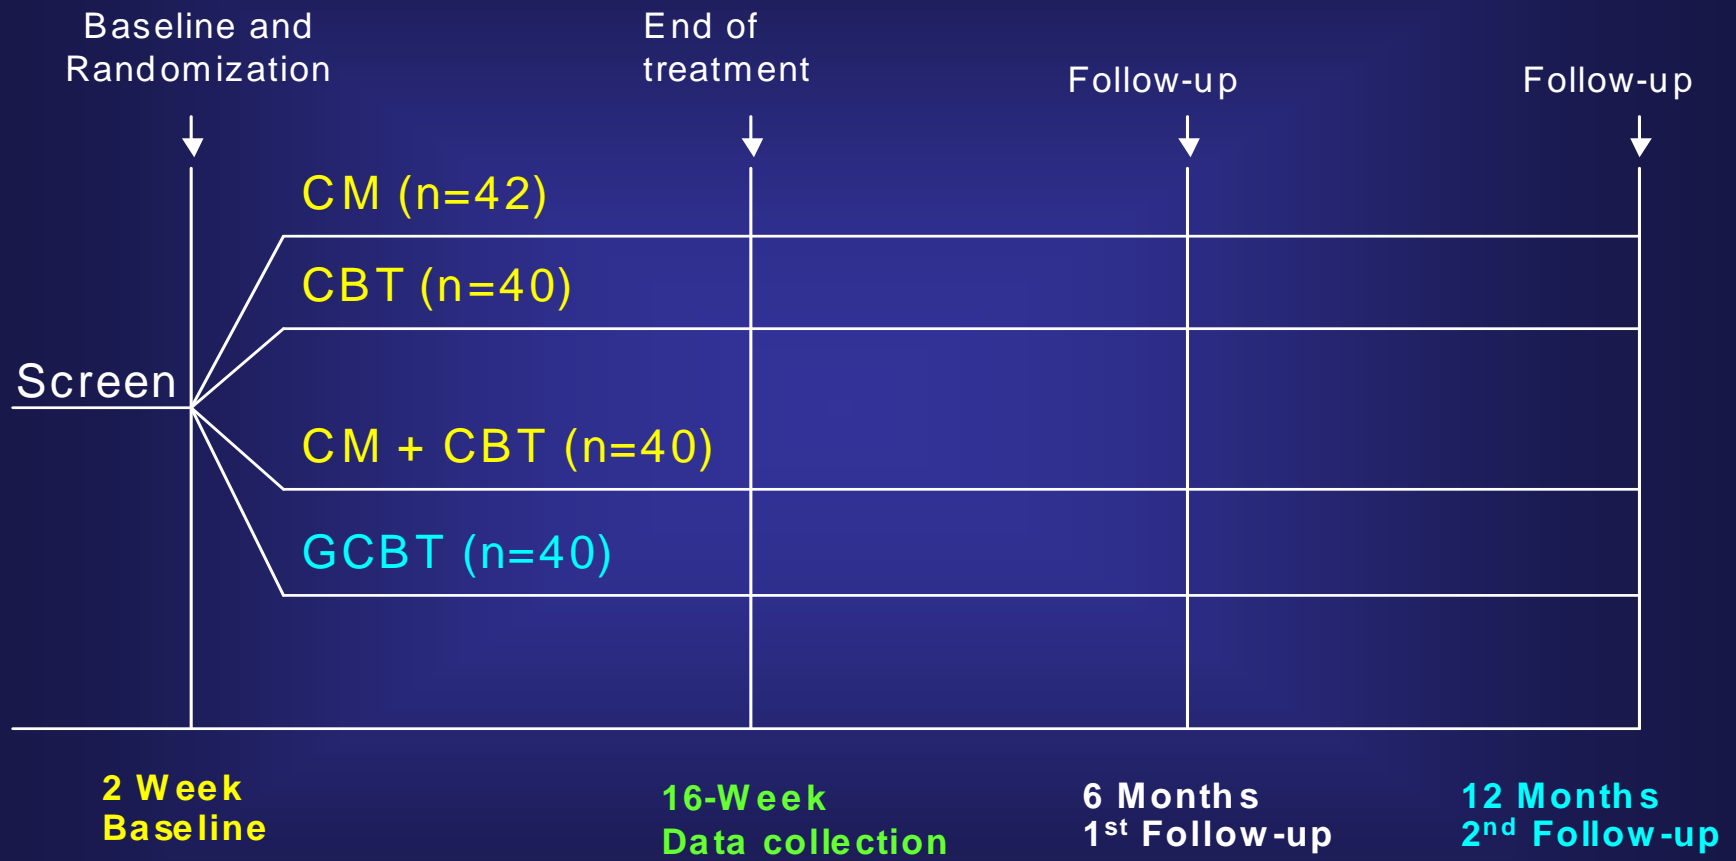 Baseline and
Randomization
End of
treatment
Follow-up
Follow-up
CM (n=42)
CBT (n=40)
Screen
CM + CBT (n=40)
GCBT (n=40)
2 Week
Baseline
16-Week
Data collection
6 Months
1st Follow-up
12 Months
2nd Follow-up